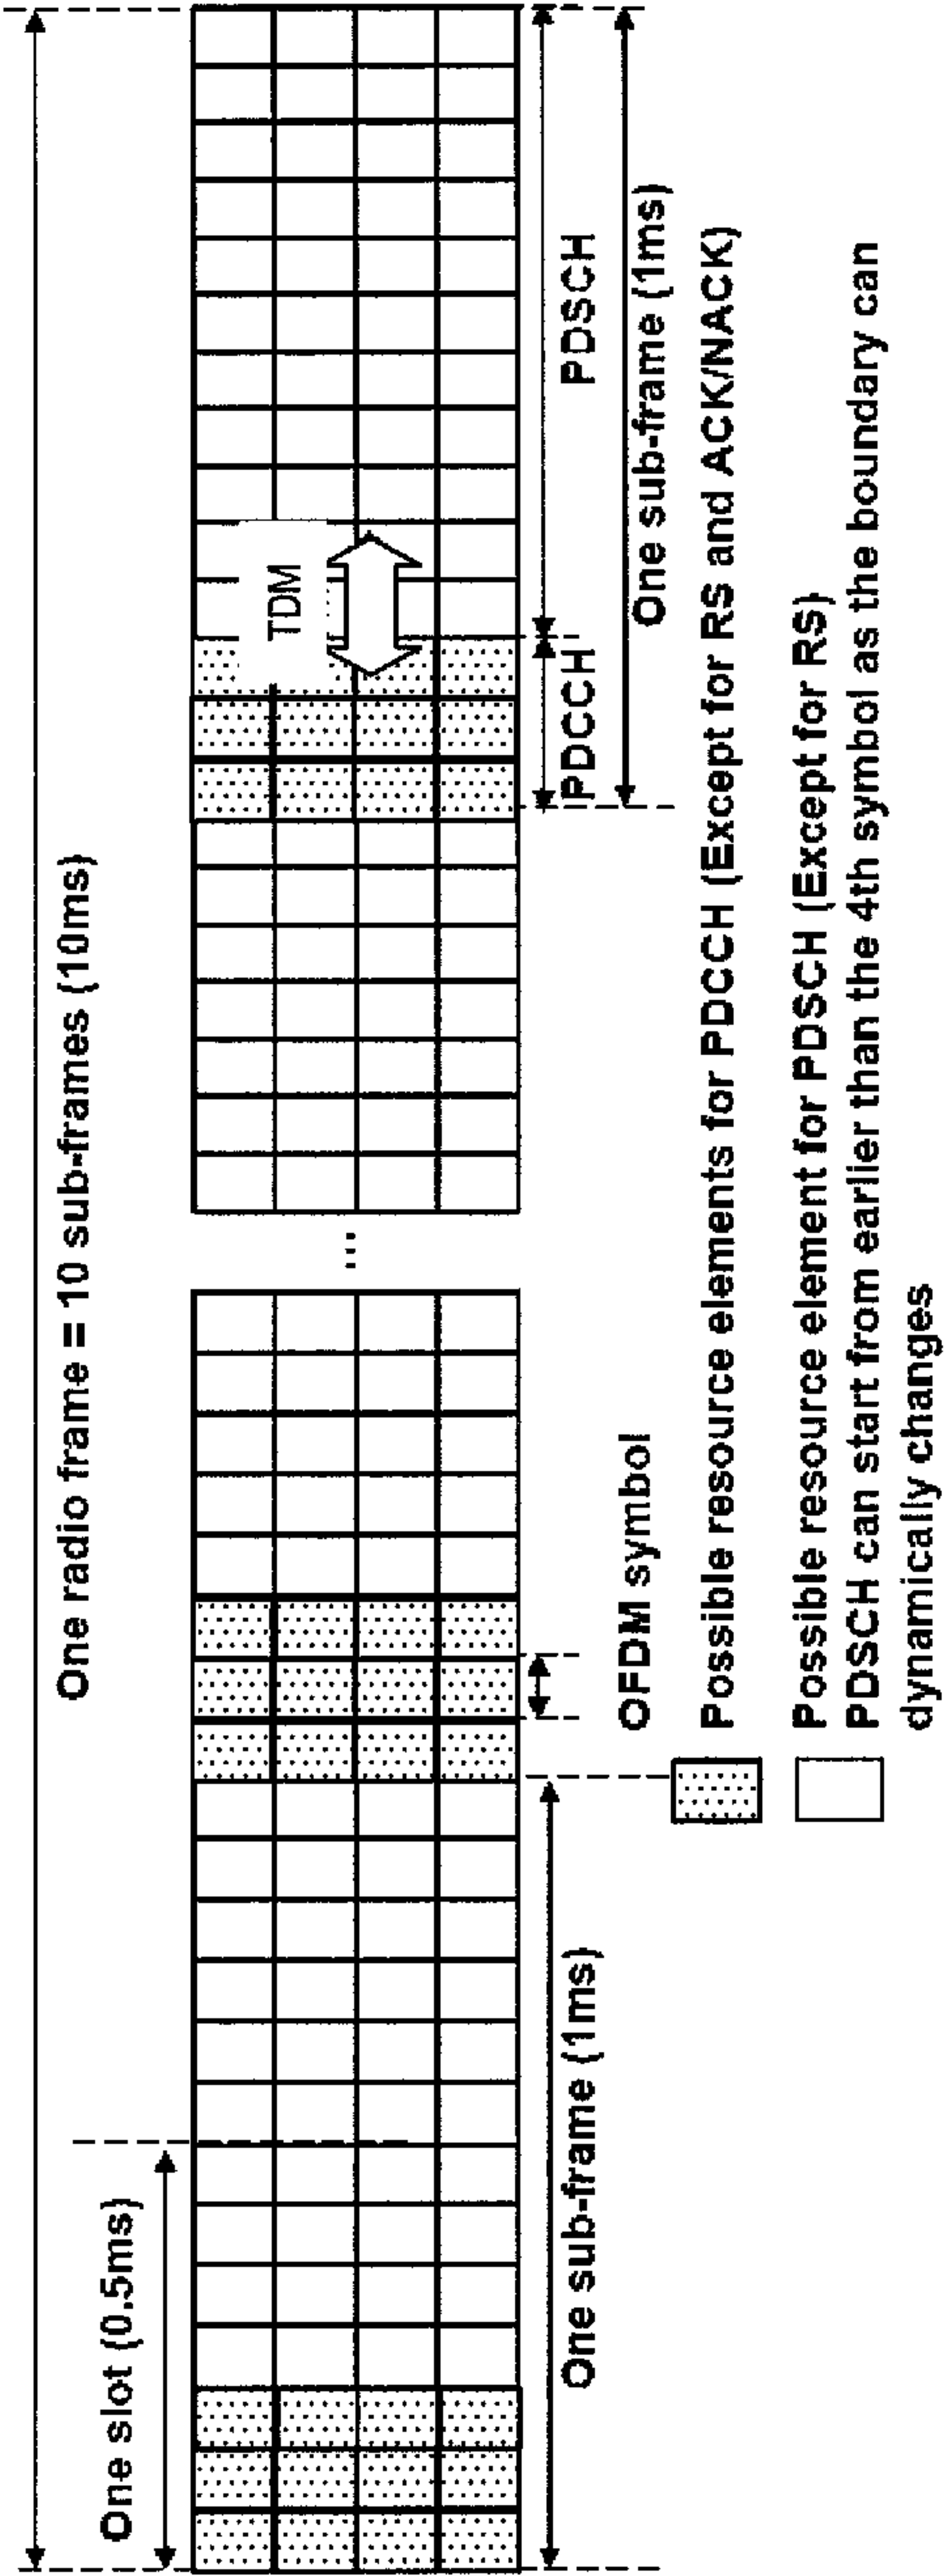 One radio frame = 10 sub-frames (10ms)
One slot (0.5ms)
TDM
...
One sub-frame (1ms)
OFDM symbol
PDCCH
PDSCH
One sub-frame (1ms)
Possible resource elements for PDCCH (Except for RS and ACK/NACK)
Possible resource element for PDSCH (Except for RS)
PDSCH can start from earlier than the 4th symbol as the boundary can
dynamically changes